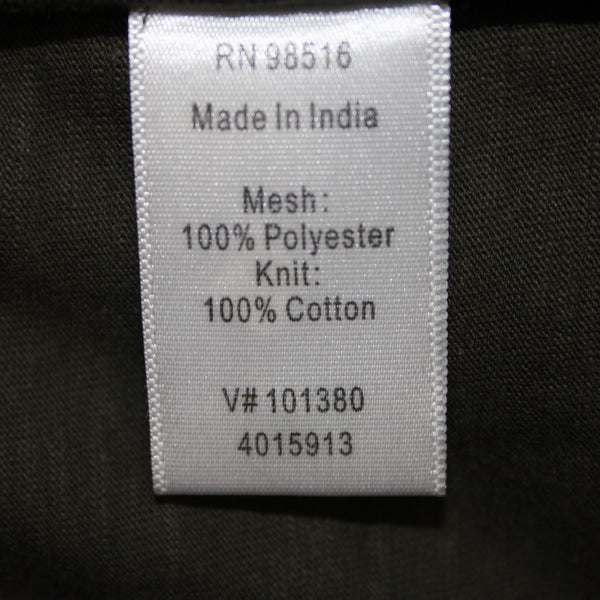 RN 98516
Made In India
Mesh:
100% Polyester
Knit:
100% Cotton
V# 101380
4015913